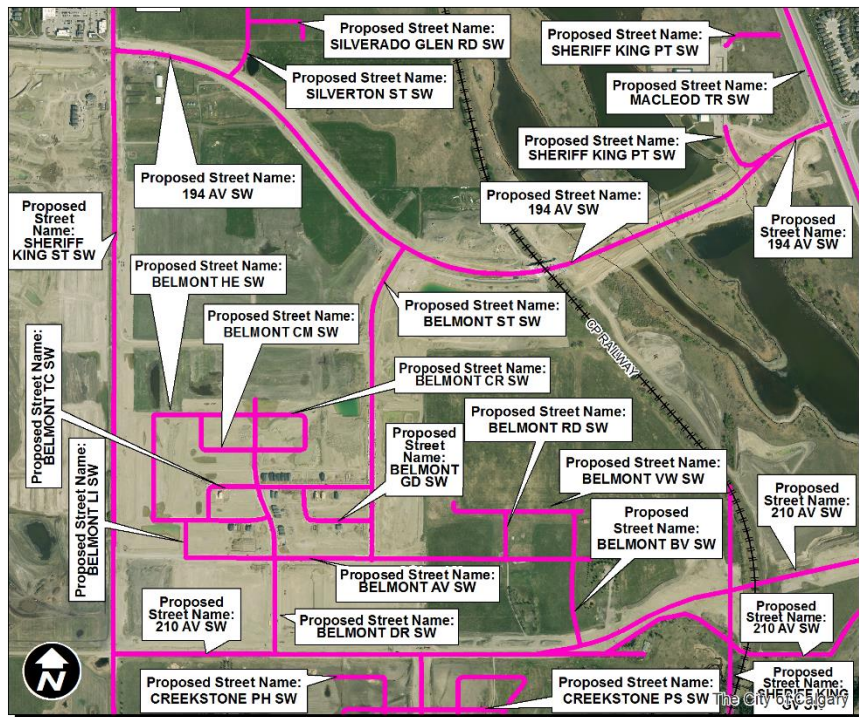 Proposed Street Name:
SILVERADO GLEN RD SW
Proposed Street Name:
SHERIFF KING PT SW
Proposed Street Name:
SILVERTON ST SW
Proposed Street Name:
MACLEOD TR SW
Proposed Street Name:
SHERIFF KING PT SW
Proposed Street Name:
194 AV SW
Proposed Street Name:
194 AV SW
Proposed
Street
Name:
SHERIFF
KING ST SW
Proposed
Street Name:
194 AV SW
Proposed Street Name:
BELMONT HE SW
Proposed Street Name:
BELMONT ST SW
Proposed Street Name:
BELMONT CM SW
CP RAILWAY
Proposed Street Name:
BELMONT TC SW
Proposed Street Name:
BELMONT CR SW
Proposed Street Name:
BELMONT RD SW
Proposed
Street
Name:
BELMONT
GD SW
Proposed Street Name:
BELMONT LI SW
Proposed Street Name:
BELMONT VW SW
Proposed
Street Name:
210 AV SW
Proposed
Street Name:
BELMONT BV SW
Proposed Street Name:
BELMONT AV SW
Proposed
Street Name:
210 AV SW
Proposed Street Name:
BELMONT DR SW
Proposed
Street Name:
210 AV SW
N
Proposed Street Name:
CREEKSTONE PH SW
Proposed Street Name:
CREEKSTONE PS SW
Proposed
Street Name:
SHERIFF KING
The City of Calgary